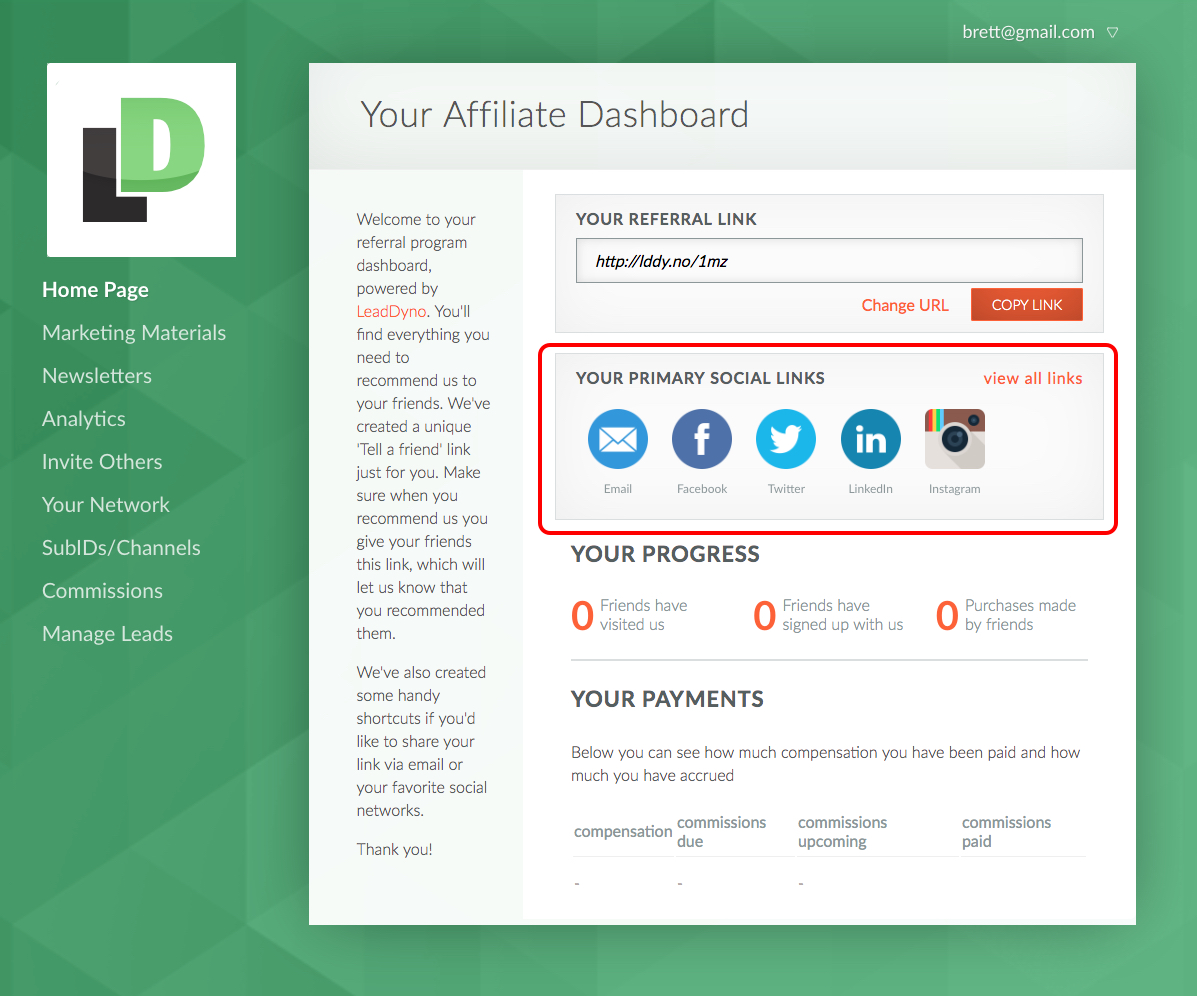 brett@gmail.com
LD
Your Affiliate Dashboard
Home Page
Marketing Materials
Newsletters
Analytics
Invite Others
Your Network
SubIDs/Channels
Commissions
Manage Leads
Welcome to your
referral program
dashboard,
powered by
LeadDyno. You'll
find everything you
need to
recommend us to
your friends. We've
created a unique
'Tell a friend' link
just for you. Make
sure when you
recommend us you
give your friends
this link, which will
let us know that
you recommended
them.
We've also created
some handy
shortcuts if you'd
like to share your
link via email or
your favorite social
networks.
Thank you!
YOUR REFERRAL LINK
http://lddy.no/1mz
Change URL COPY LINK
YOUR PRIMARY SOCIAL LINKS view all links
f in
Email Facebook Twitter LinkedIn Instagram
YOUR PROGRESS
0 Friends have visited us
0 Friends have signed up with us
0 Purchases made by friends
YOUR PAYMENTS
Below you can see how much compensation you have been paid and how
much you have accrued
compensation commissions due commissions upcoming commissions paid
- - -